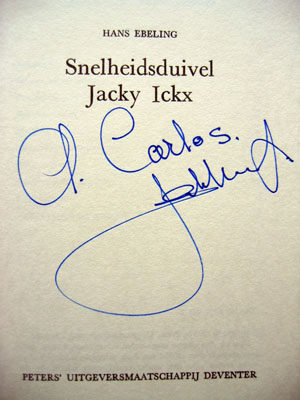 HANS EBELING
Snelheidsduivel
Jacky Ickx
Carlos.
PETERS' UITGEVERSMAATSCHAPPIJ DEVENTER